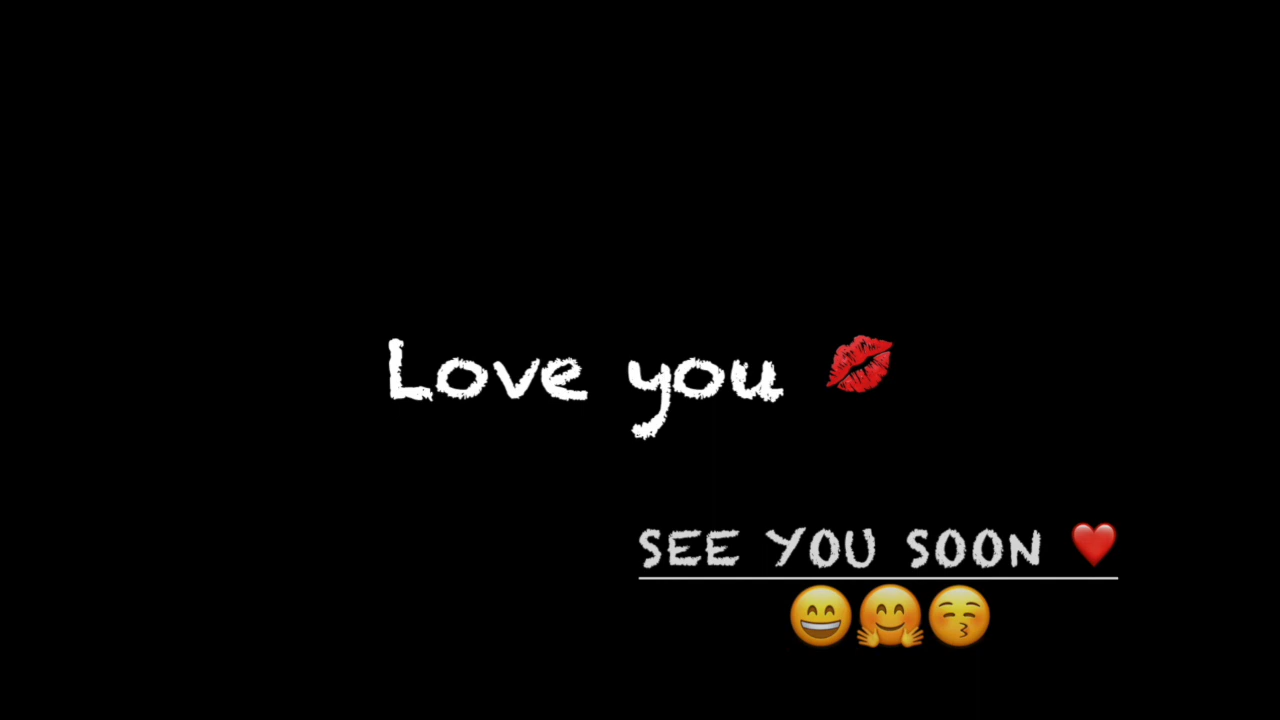 Love you 💋
SEE YOU SOON ❤️
😄🤗😚